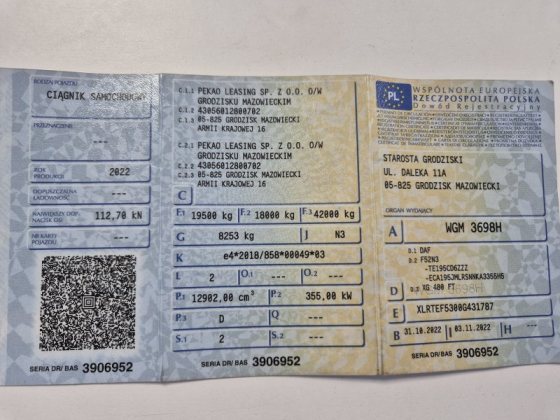 RODZAJ POJAZDU
CIĄGNIK SAMOCHODOWY
PRZEZNACZENIE
---
ROK
PRODUKCJI
2022
DOPUSZCZALNA
ŁADOWNOŚĆ
---
NAJWIĘKSZY DOP.
NACISK OSI
112,70 kN
NR KARTY
POJAZDU
---
SERIA DR/ BAS 3906952
C.1.1 PEKAO LEASING SP. Z O.O. O/W
GRODZISKU MAZOWIECKIM
C.1.2 43056012800702
C.1.3 05-825 GRODZISK MAZOWIECKI
ARMII KRAJOWEJ 16
C.2.1 PEKAO LEASING SP. Z O.O. O/W
GRODZISKU MAZOWIECKIM
C.2.2 43056012800702
C.2.3 05-825 GRODZISK MAZOWIECKI
ARMII KRAJOWEJ 16
C
F.1 19500 kg F.2 18000 kg F.3 42000 kg
G 8253 kg J N3
K e4*2018/858*00049*03
L 2 O.1 --- O.2 ---
P.1 12902,00 cm³ P.2 355,00 kW
P.3 D Q ---
S.1 2 S.2 ---
SERIA DR/ BAS 3906952
PL
WSPÓLNOTA EUROPEJSKA
RZECZPOSPOLITA POLSKA
Dowód Rejestracyjny
STAROSTA GRODZISKI
UL. DALEKA 11A
05-825 GRODZISK MAZOWIECKI
ORGAN WYDAJĄCY
A WGM 3698H
D.1 DAF
D.2 F52N3
-TE195CD6ZZZ
-ECA195JMLRSNNKA3355H6
D D.3 XG 480 FT
E XLRTEF5300G431787
B 31.10.2022 I 03.11.2022 H ---
SERIA DR/ BAS 3906952